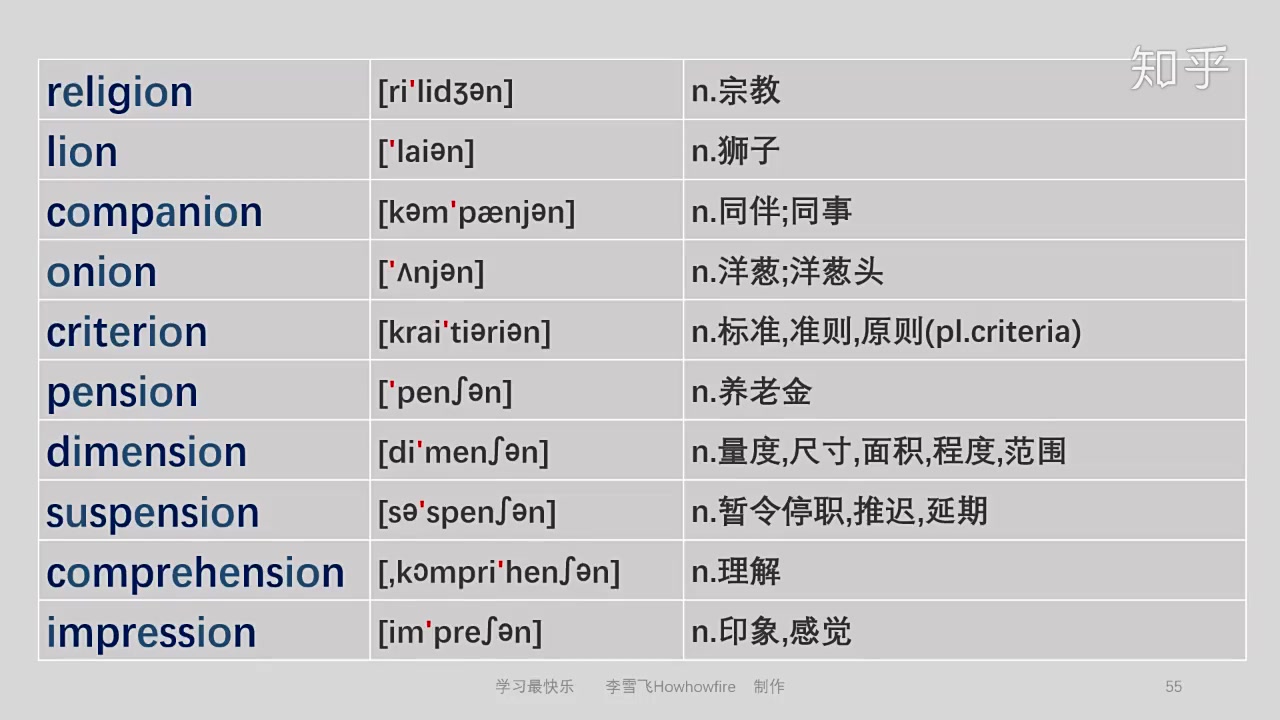 知乎
religion [ri'lidʒən] n.宗教
lion ['laiən] n.狮子
companion [kəm'pænjən] n.同伴;同事
onion ['ʌnjən] n.洋葱;洋葱头
criterion [krai'tiəriən] n.标准,准则,原则(pl.criteria)
pension ['penʃən] n.养老金
dimension [di'menʃən] n.量度,尺寸,面积,程度,范围
suspension [sə'spenʃən] n.暂令停职,推迟,延期
comprehension [,kɔmpri'henʃən] n.理解
impression [im'preʃən] n.印象,感觉
学习最快乐 李雪飞Howhowfire 制作 55